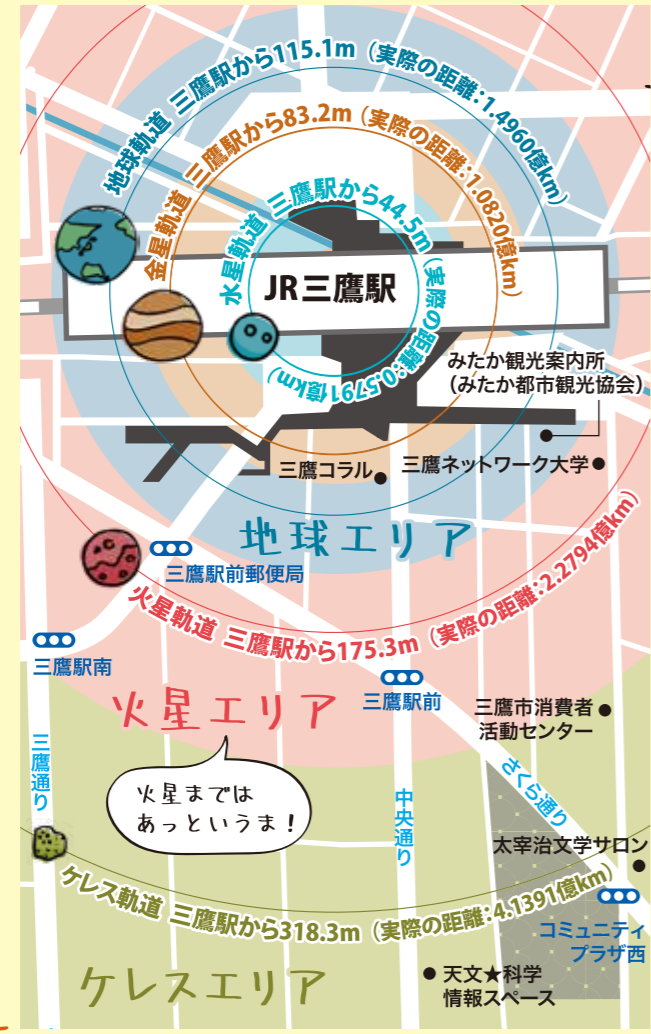 地球軌道 三鷹駅から115.1m（実際の距離：1.4960億km）
金星軌道 三鷹駅から83.2m（実際の距離：1.0820億km）
水星軌道 三鷹駅から44.5m（実際の距離：0.5791億km）
JR三鷹駅
みたか観光案内所
（みたか都市観光協会）
三鷹コラル
三鷹ネットワーク大学
地球エリア
三鷹駅前郵便局
火星軌道 三鷹駅から175.3m（実際の距離：2.2794億km）
三鷹駅南
三鷹駅前
火星エリア
三鷹市消費者
活動センター
三鷹通り
火星までは
あっというま！
中央通り
さくら通り
太宰治文学サロン
ケレス軌道 三鷹駅から318.3m（実際の距離：4.1391億km）
コミュニティ
プラザ西
ケレスエリア
天文★科学
情報スペース